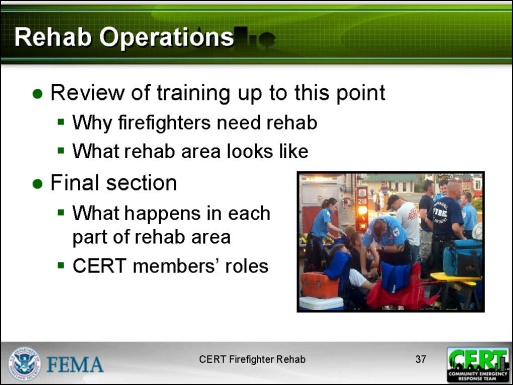 Rehab Operations
● Review of training up to this point
▪ Why firefighters need rehab
▪ What rehab area looks like
● Final section
▪ What happens in each
part of rehab area
▪ CERT members' roles
FEMA
CERT Firefighter Rehab
37
CERT
COMMUNITY EMERGENCY
RESPONSE TEAM